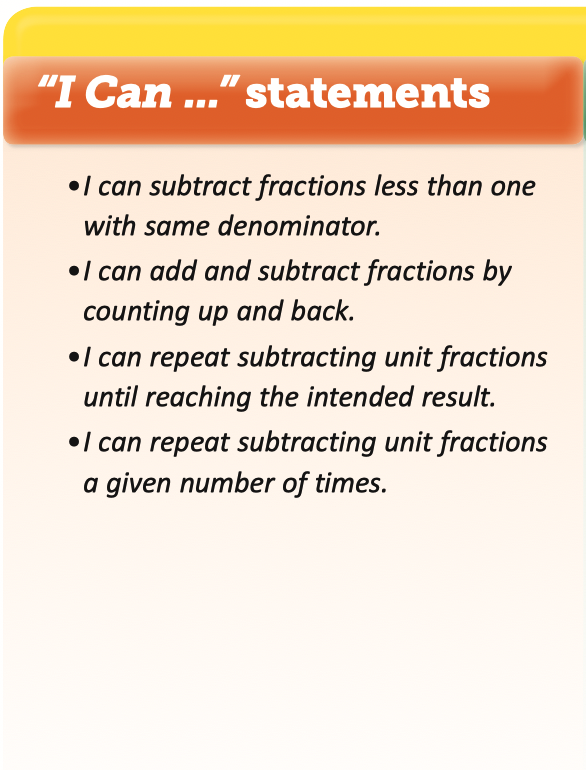 “I Can ...” statements
•I can subtract fractions less than one
with same denominator.
•I can add and subtract fractions by
counting up and back.
•I can repeat subtracting unit fractions
until reaching the intended result.
•I can repeat subtracting unit fractions
a given number of times.